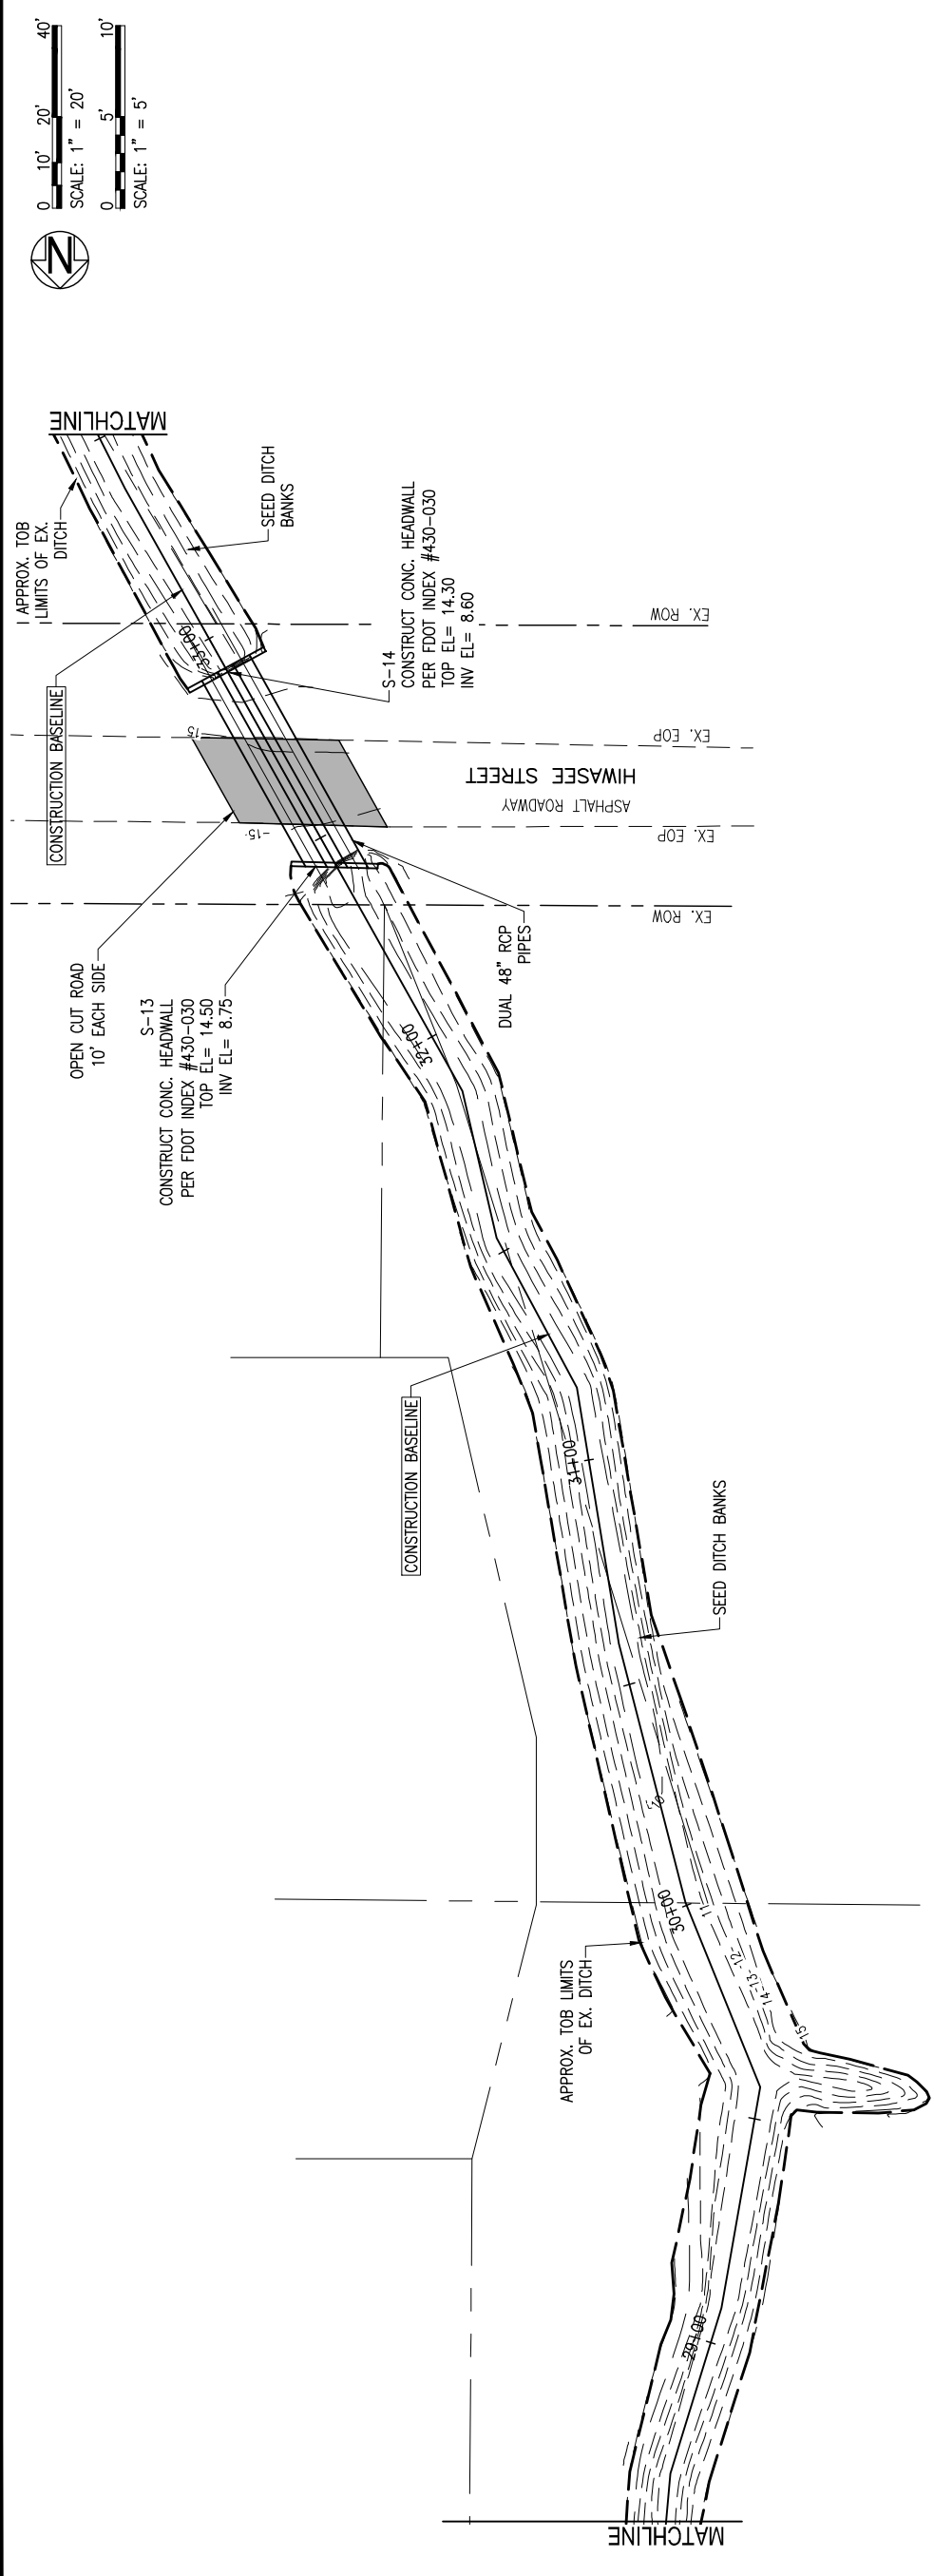 0 10' 20' 40'
SCALE: 1" = 20'
0 5' 10'
SCALE: 1" = 5'
N
MATCHLINE
APPROX. TOB
LIMITS OF EX.
DITCH
SEED DITCH
BANKS
CONSTRUCTION BASELINE
33+00
S-14
CONSTRUCT CONC. HEADWALL
PER FDOT INDEX #430-030
TOP EL= 14.30
INV EL= 8.60
EX. ROW
15
EX. EOP
HIWASEE STREET
ASPHALT ROADWAY
-15-
EX. EOP
EX. ROW
OPEN CUT ROAD
10' EACH SIDE
S-13
CONSTRUCT CONC. HEADWALL
PER FDOT INDEX #430-030
TOP EL= 14.50
INV EL= 8.75
DUAL 48" RCP
PIPES
32+00
CONSTRUCTION BASELINE
31+00
SEED DITCH BANKS
10
30+00
11
14-13-12-
15
APPROX. TOB LIMITS
OF EX. DITCH
29+00
MATCHLINE